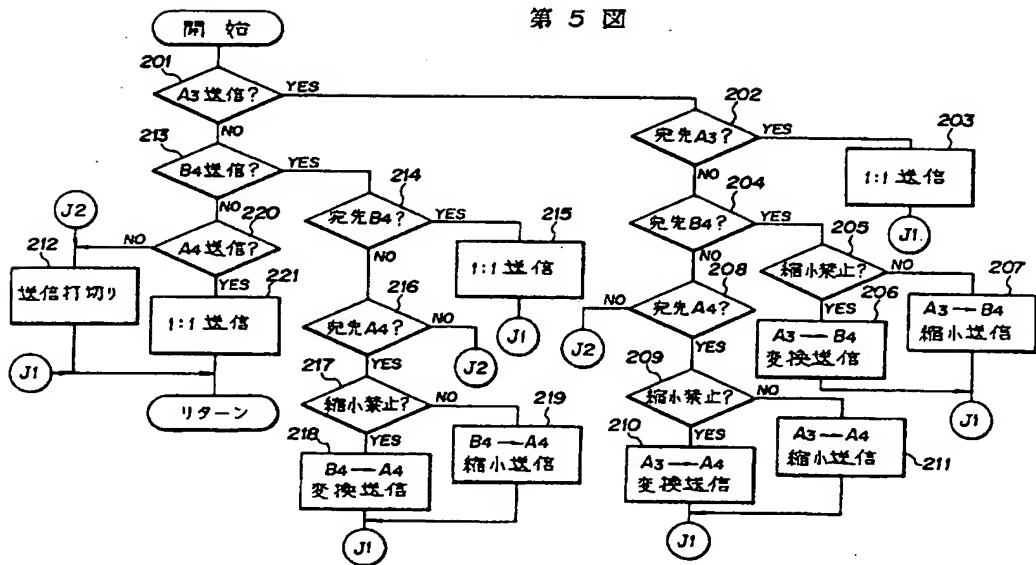 第5図
開始
201
A3送信?
YES
NO
202
宛先A3?
YES
NO
203
1:1 送信
J1
213
B4送信?
YES
NO
214
宛先B4?
YES
NO
215
1:1 送信
J1
204
宛先B4?
YES
NO
205
縮小禁止?
NO
YES
206
A3→B4
変換送信
207
A3→B4
縮小送信
J1
J2
212
送信打切り
NO
220
A4送信?
YES
221
1:1 送信
J1
リターン
216
宛先A4?
NO
YES
J2
217
縮小禁止?
NO
YES
218
B4→A4
変換送信
219
B4→A4
縮小送信
J1
208
宛先A4?
NO
YES
J2
209
縮小禁止?
NO
YES
210
A3→A4
変換送信
A3→A4
縮小送信
211
J1